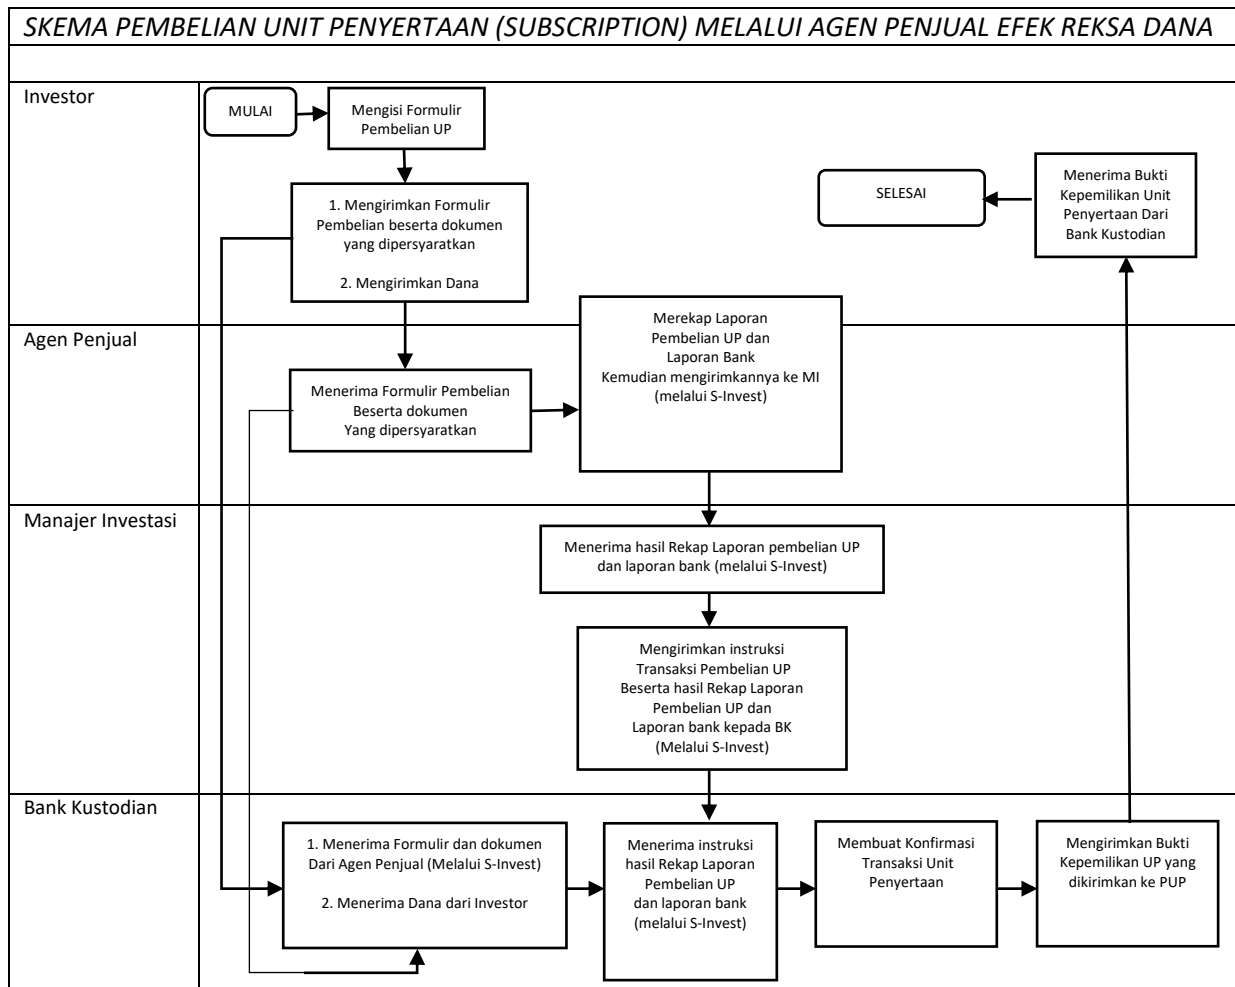 SKEMA PEMBELIAN UNIT PENYERTAAN (SUBSCRIPTION) MELALUI AGEN PENJUAL EFEK REKSA DANA
Investor
MULAI
Mengisi Formulir
Pembelian UP
1. Mengirimkan Formulir
Pembelian beserta dokumen
yang dipersyaratkan
2. Mengirimkan Dana
SELESAI
Menerima Bukti
Kepemilikan Unit
Penyertaan Dari
Bank Kustodian
Agen Penjual
Menerima Formulir Pembelian
Beserta dokumen
Yang dipersyaratkan
Merekap Laporan
Pembelian UP dan
Laporan Bank
Kemudian mengirimkannya ke MI
(melalui S-Invest)
Manajer Investasi
Menerima hasil Rekap Laporan pembelian UP
dan laporan bank (melalui S-Invest)
Mengirimkan instruksi
Transaksi Pembelian UP
Beserta hasil Rekap Laporan
Pembelian UP dan
Laporan bank kepada BK
(Melalui S-Invest)
Bank Kustodian
1. Menerima Formulir dan dokumen
Dari Agen Penjual (Melalui S-Invest)
2. Menerima Dana dari Investor
Menerima instruksi
hasil Rekap Laporan
Pembelian UP
dan laporan bank
(melalui S-Invest)
Membuat Konfirmasi
Transaksi Unit
Penyertaan
Mengirimkan Bukti
Kepemilikan UP yang
dikirimkan ke PUP